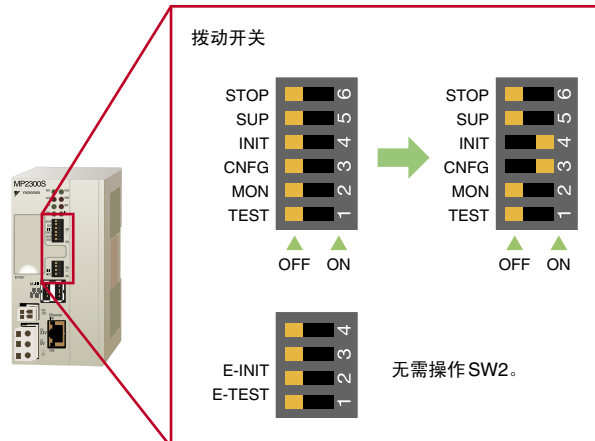 拨动开关
STOP 6
SUP 5
INIT 4
CNFG 3
MON 2
TEST 1
OFF ON
STOP 6
SUP 5
INIT 4
CNFG 3
MON 2
TEST 1
OFF ON
MP2300S
YASKAWA
Ethernet
4
3
E-INIT 2
E-TEST 1
无需操作SW2。